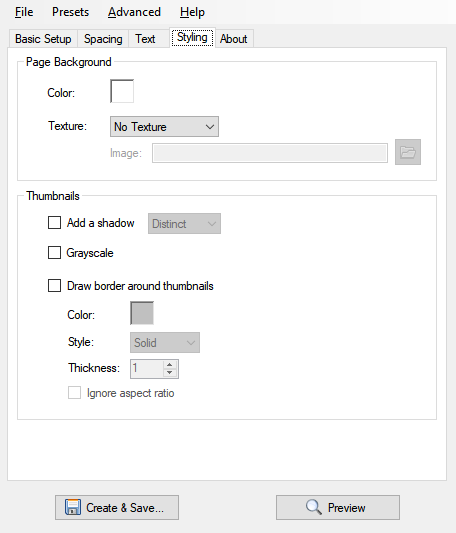 File Presets Advanced Help
Basic Setup Spacing Text Styling About
Page Background
Color:
Texture: No Texture
Image:
Thumbnails
Add a shadow Distinct
Grayscale
Draw border around thumbnails
Color:
Style: Solid
Thickness: 1
Ignore aspect ratio
Create & Save... Preview